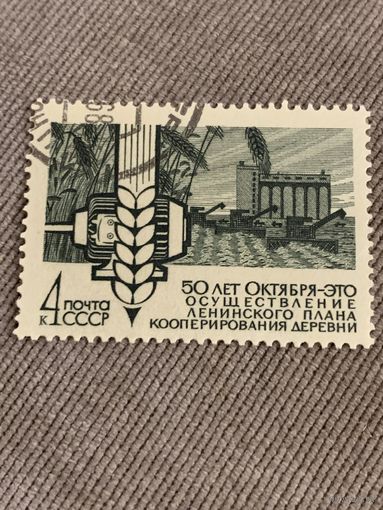 50 ЛЕТ ОКТЯБРЯ-ЭТО
ОСУЩЕСТВЛЕНИЕ
ЛЕНИНСКОГО ПЛАНА
КООПЕРИРОВАНИЯ ДЕРЕВНИ
4 к
ПОЧТА
СССР